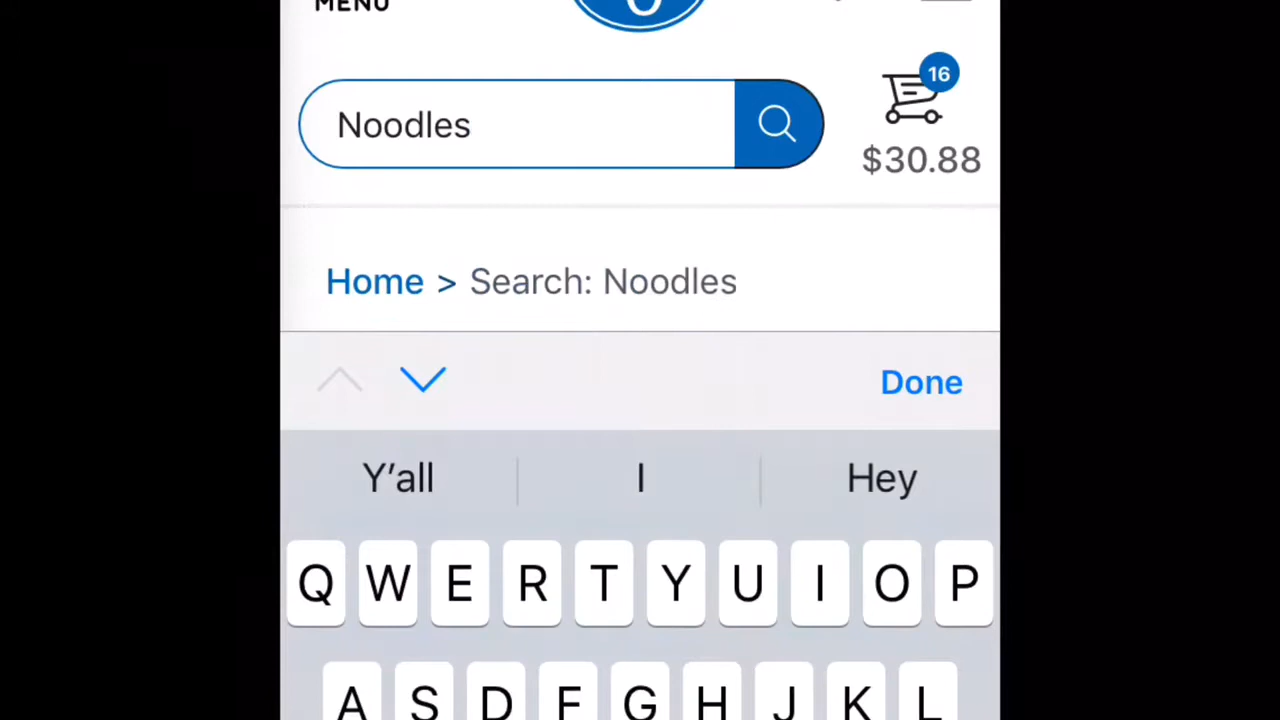 MENU
Noodles
16
$30.88
Home > Search: Noodles
Done
Y’all I Hey
Q W E R T Y U I O P
A S D F G H J K L